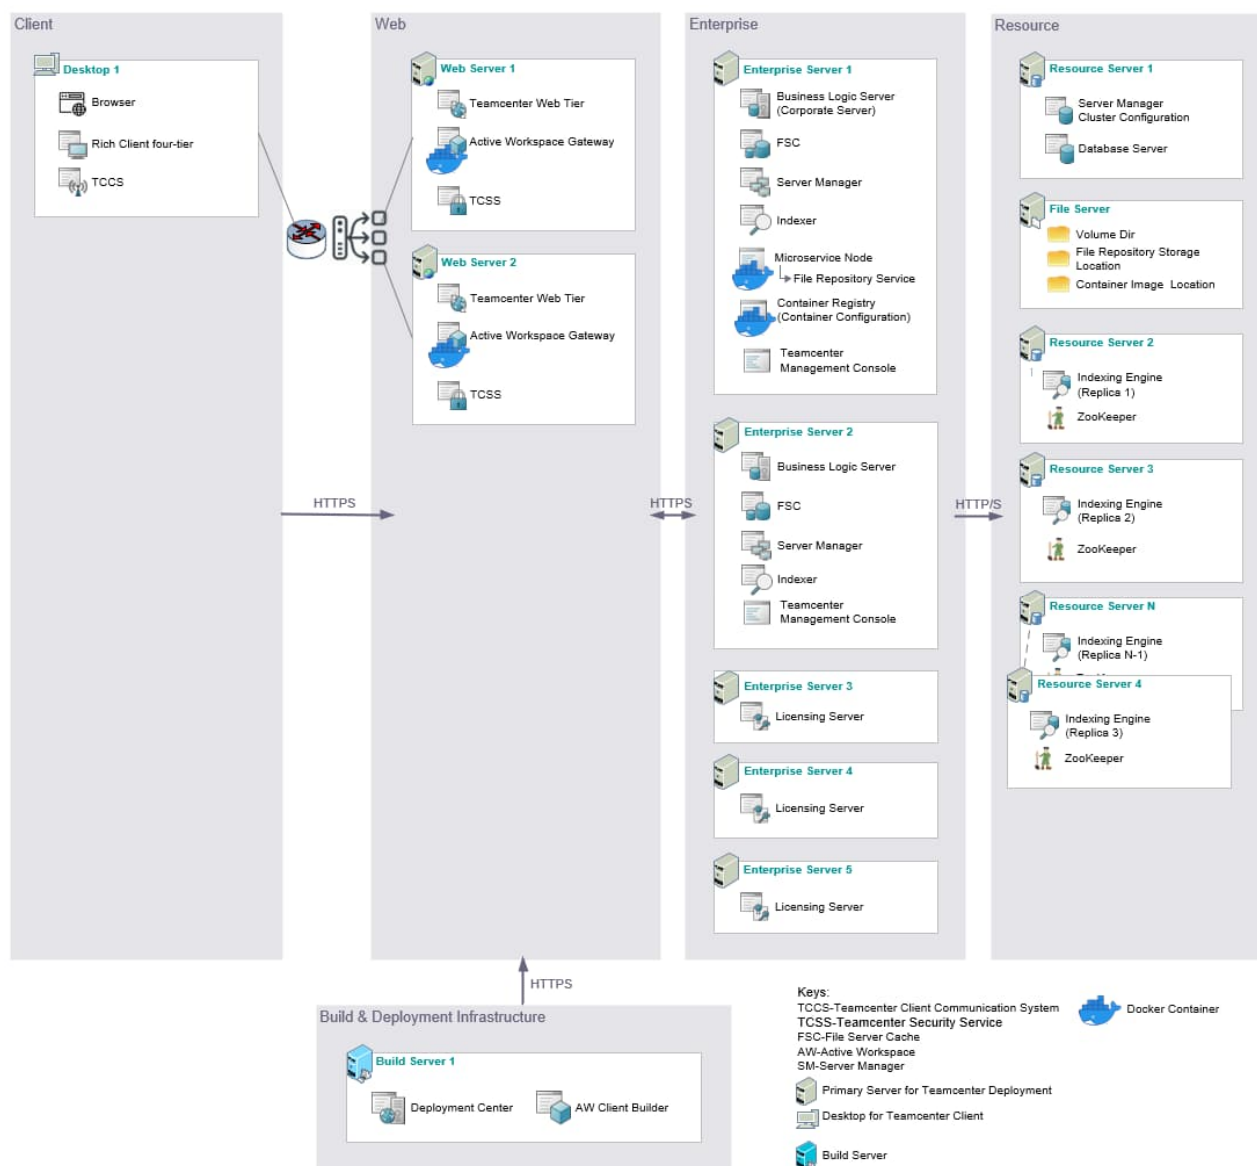 Client
Desktop 1
Browser
Rich Client four-tier
TCCS
HTTPS
Web
Web Server 1
Teamcenter Web Tier
Active Workspace Gateway
TCSS
Web Server 2
Teamcenter Web Tier
Active Workspace Gateway
TCSS
HTTPS
Enterprise
Enterprise Server 1
Business Logic Server
(Corporate Server)
FSC
Server Manager
Indexer
Microservice Node
File Repository Service
Container Registry
(Container Configuration)
Teamcenter
Management Console
Enterprise Server 2
Business Logic Server
FSC
Server Manager
Indexer
Teamcenter
Management Console
Enterprise Server 3
Licensing Server
Enterprise Server 4
Licensing Server
Enterprise Server 5
Licensing Server
HTTP/S
Resource
Resource Server 1
Server Manager
Cluster Configuration
Database Server
File Server
Volume Dir
File Repository Storage
Location
Container Image Location
Resource Server 2
Indexing Engine
(Replica 1)
ZooKeeper
Resource Server 3
Indexing Engine
(Replica 2)
ZooKeeper
Resource Server N
Indexing Engine
(Replica N-1)
Resource Server 4
Indexing Engine
(Replica 3)
ZooKeeper
HTTPS
Build & Deployment Infrastructure
Build Server 1
Deployment Center
AW Client Builder
Keys:
TCCS-Teamcenter Client Communication System
TCSS-Teamcenter Security Service
FSC-File Server Cache
AW-Active Workspace
SM-Server Manager
Docker Container
Primary Server for Teamcenter Deployment
Desktop for Teamcenter Client
Build Server